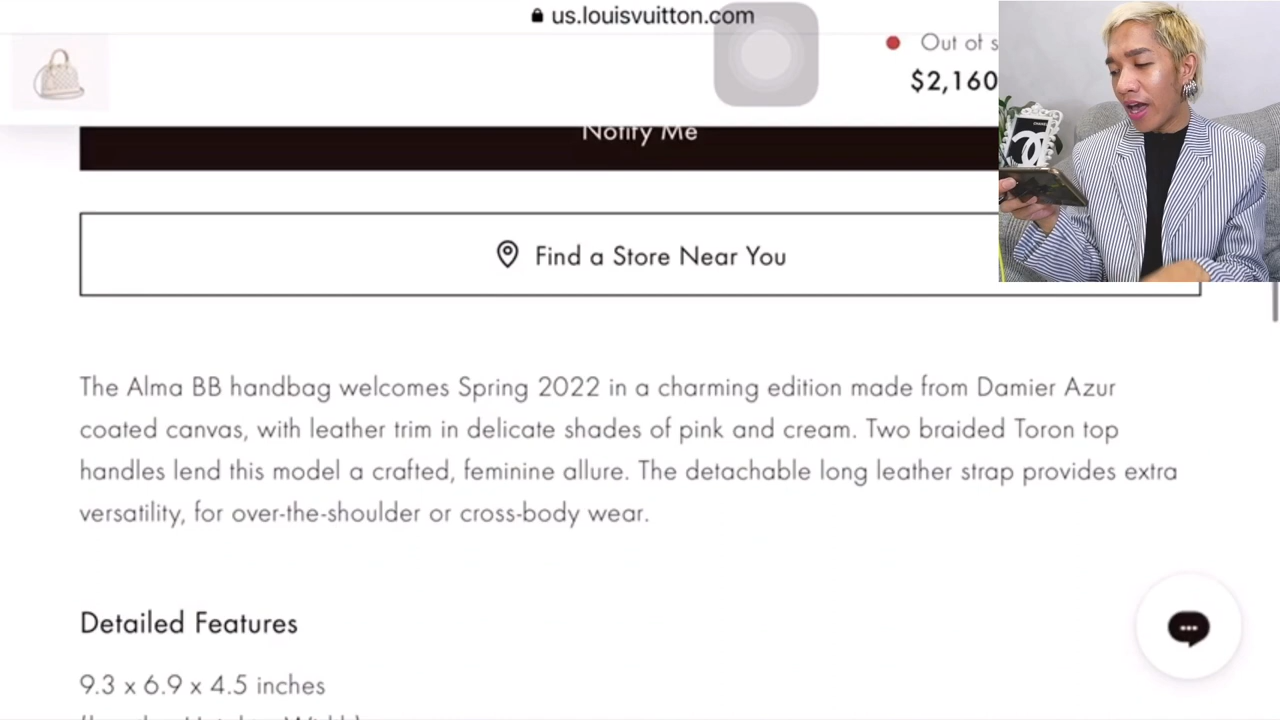 us.louisvuitton.com
Out of s
$2,160
Notify Me
Find a Store Near You
The Alma BB handbag welcomes Spring 2022 in a charming edition made from Damier Azur
coated canvas, with leather trim in delicate shades of pink and cream. Two braided Toron top
handles lend this model a crafted, feminine allure. The detachable long leather strap provides extra
versatility, for over-the-shoulder or cross-body wear.
Detailed Features
9.3 x 6.9 x 4.5 inches